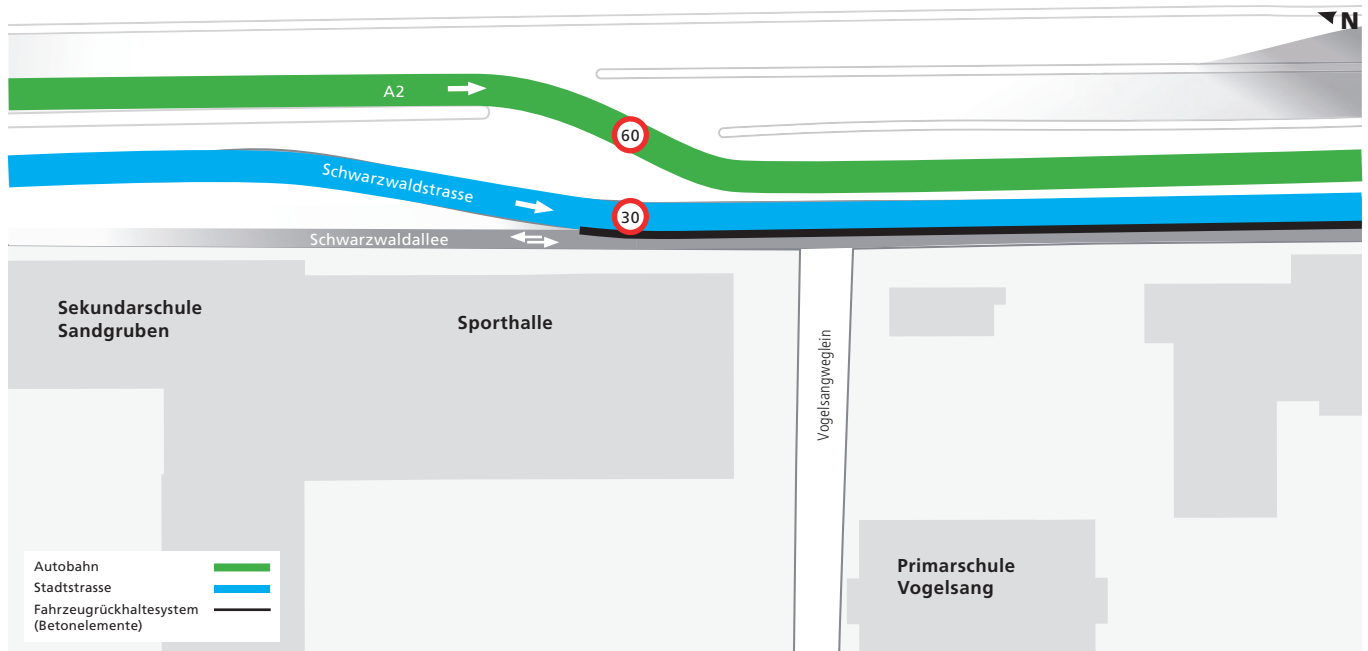 N
A2
60
Schwarzwaldstrasse
30
Schwarzwaldallee
Sekundarschule
Sandgruben
Sporthalle
Vogelsangweglein
Primarschule
Vogelsang
Autobahn
Stadtstrasse
Fahrzeugrückhaltesystem
(Betonelemente)